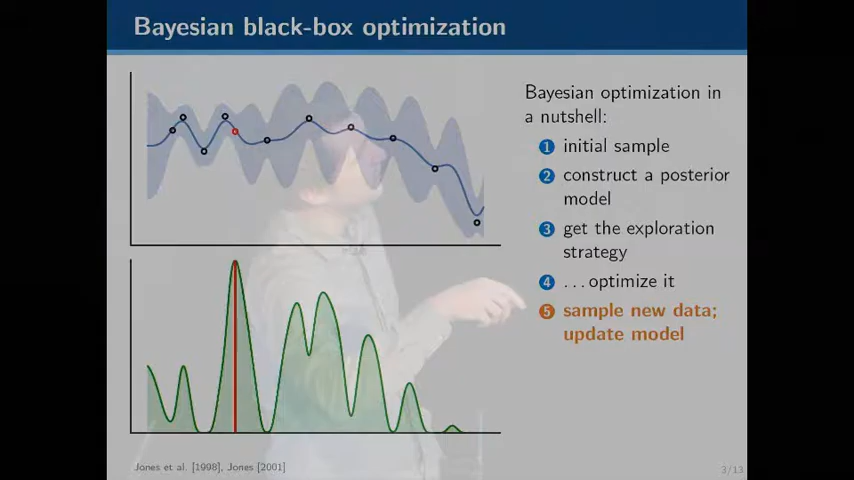 Bayesian black-box optimization
Bayesian optimization in
a nutshell:
1 initial sample
2 construct a posterior
model
3 get the exploration
strategy
4 ...optimize it
5 sample new data;
update model
Jones et al. [1998], Jones [2001]
3/13